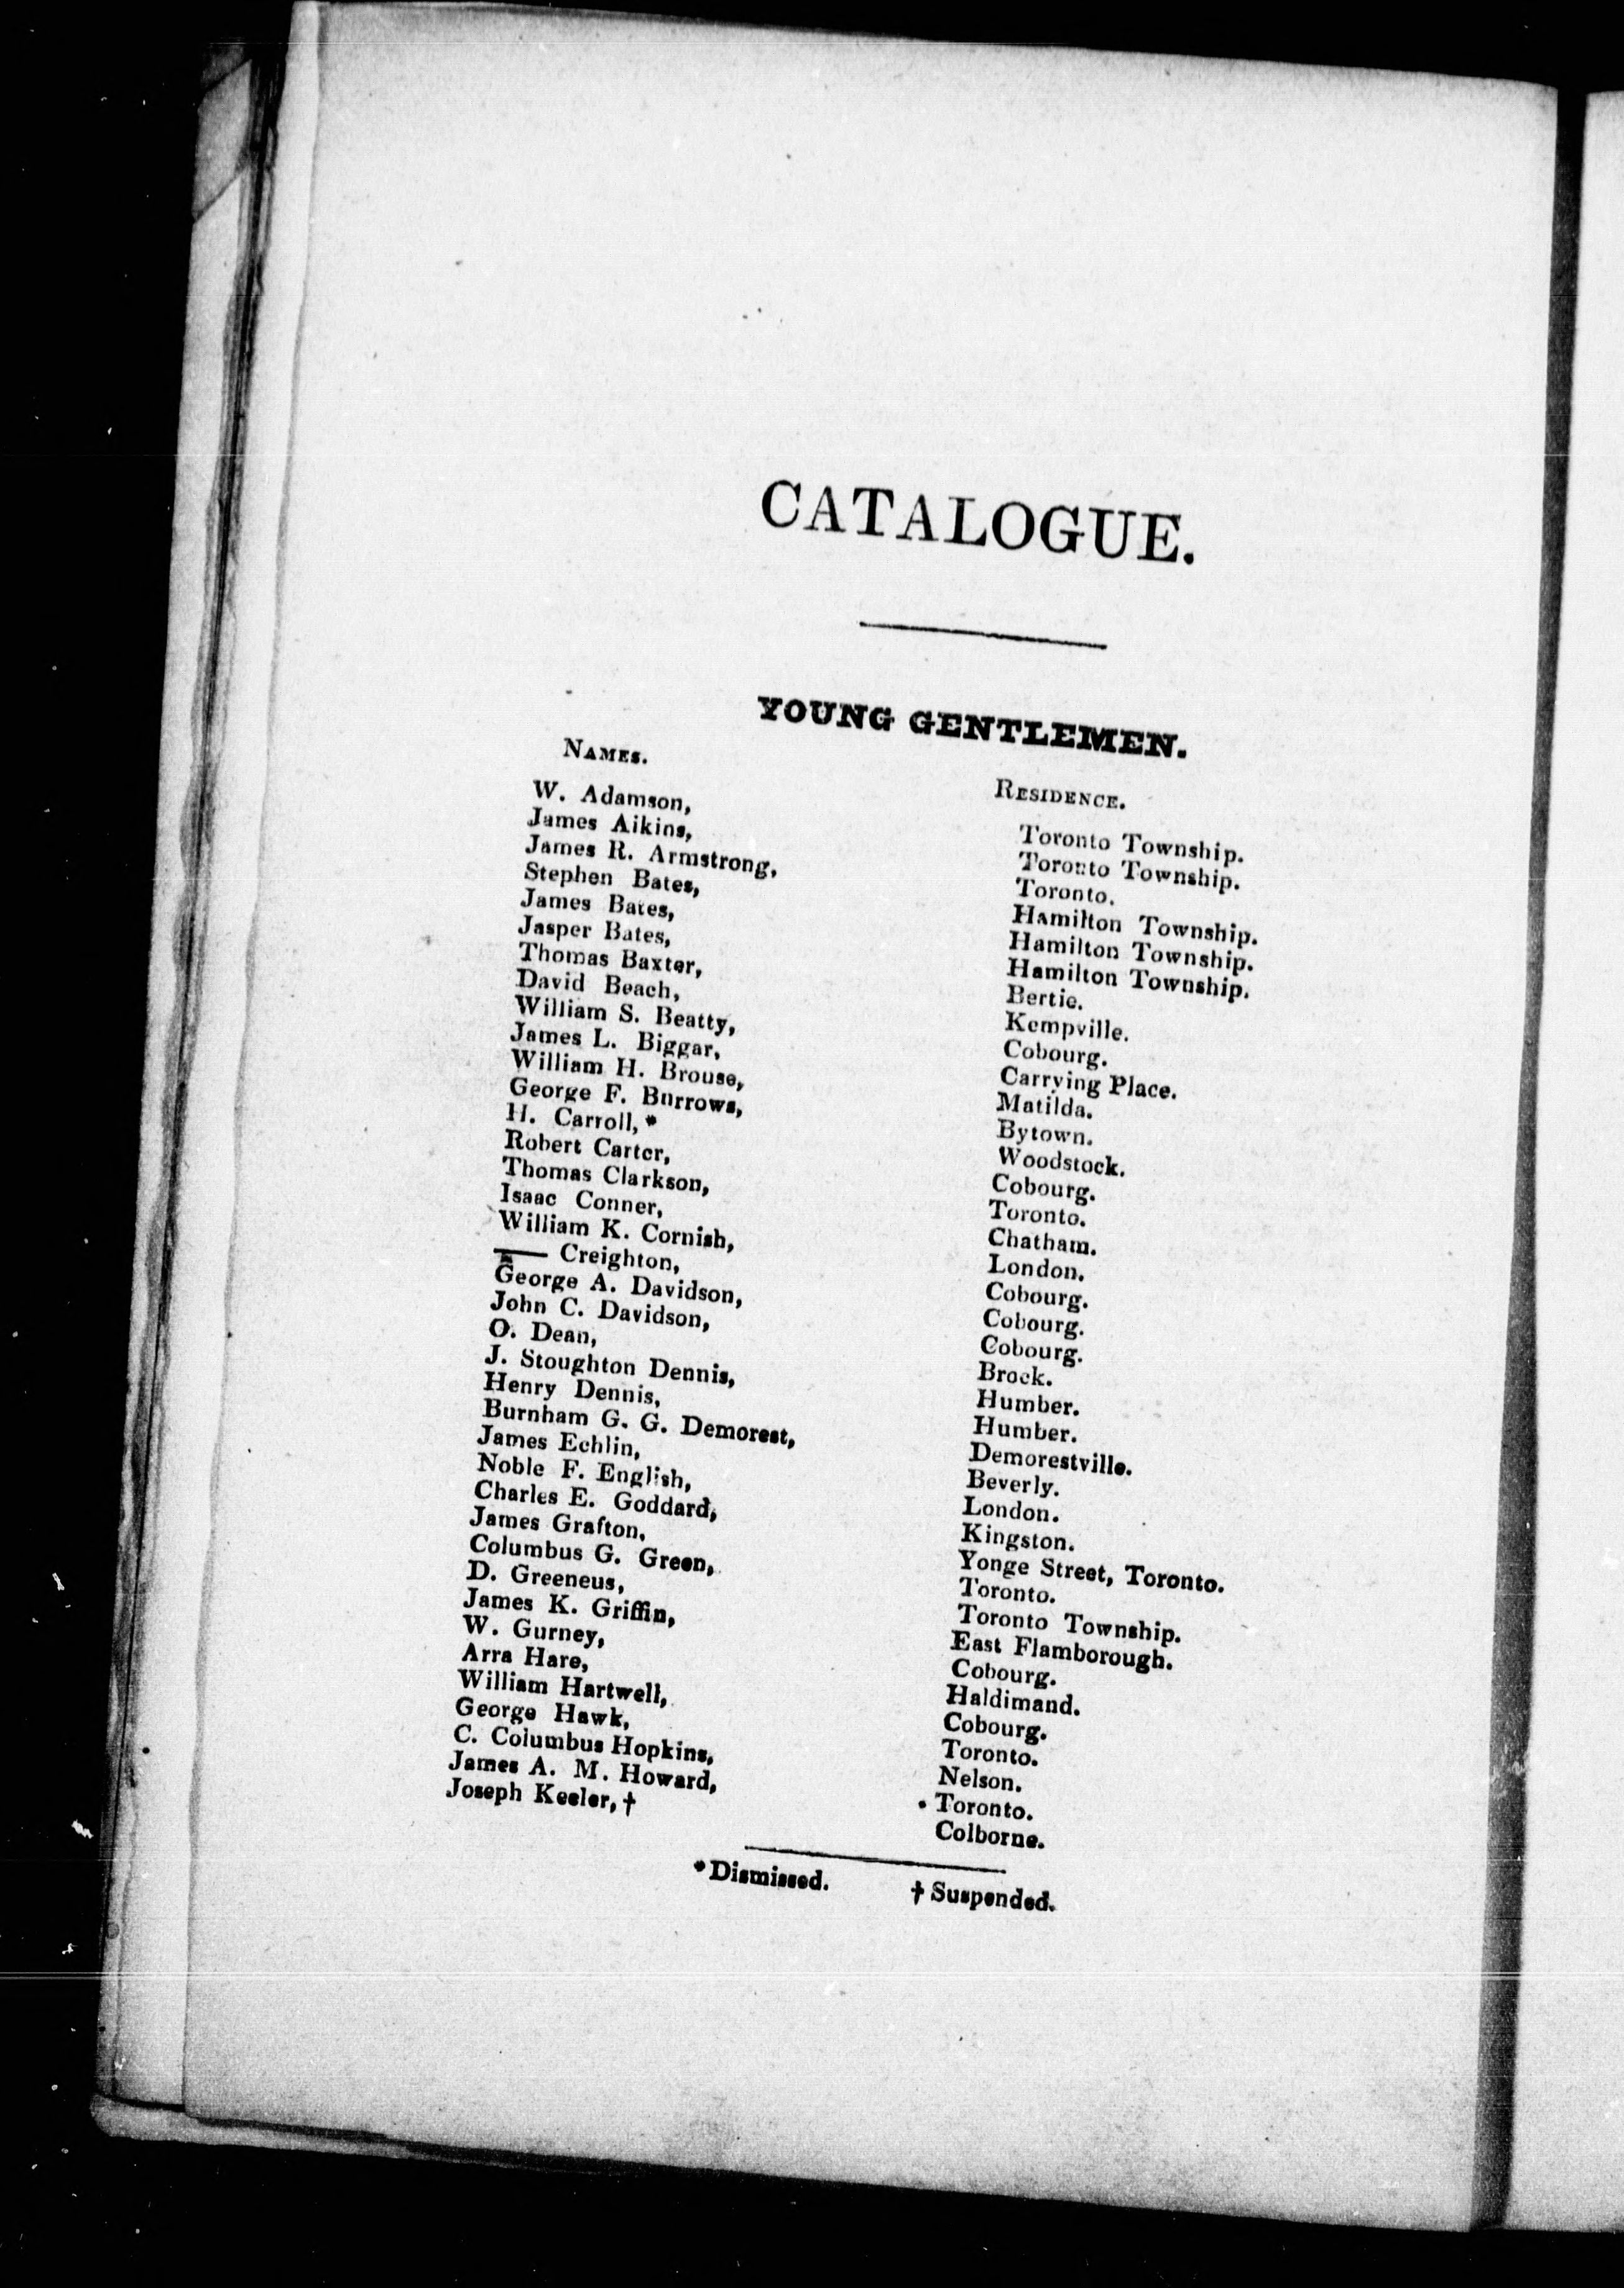 CATALOGUE.
YOUNG GENTLEMEN.
NAMES. RESIDENCE.
W. Adamson, Toronto Township.
James Aikins, Toronto Township.
James R. Armstrong, Toronto.
Stephen Bates, Hamilton Township.
James Bates, Hamilton Township.
Jasper Bates, Hamilton Township.
Thomas Baxter, Bertie.
David Beach, Kempville.
William S. Beatty, Cobourg.
James L. Biggar, Carrying Place.
William H. Brouse, Matilda.
George F. Burrows, Bytown.
H. Carroll,* Woodstock.
Robert Carter, Cobourg.
Thomas Clarkson, Toronto.
Isaac Conner, Chatham.
William K. Cornish, London.
—— Creighton, Cobourg.
George A. Davidson, Cobourg.
John C. Davidson, Cobourg.
O. Dean, Brock.
J. Stoughton Dennis, Humber.
Henry Dennis, Humber.
Burnham G. G. Demorest, Demorestville.
James Echlin, Beverly.
Noble F. English, London.
Charles E. Goddard, Kingston.
James Grafton, Yonge Street, Toronto.
Columbus G. Green, Toronto.
D. Greeneus, Toronto Township.
James K. Griffin, East Flamborough.
W. Gurney, Cobourg.
Arra Hare, Haldimand.
William Hartwell, Cobourg.
George Hawk, Toronto.
C. Columbus Hopkins, Nelson.
James A. M. Howard, Toronto.
Joseph Keeler,† Colborne.
*Dismissed. †Suspended.